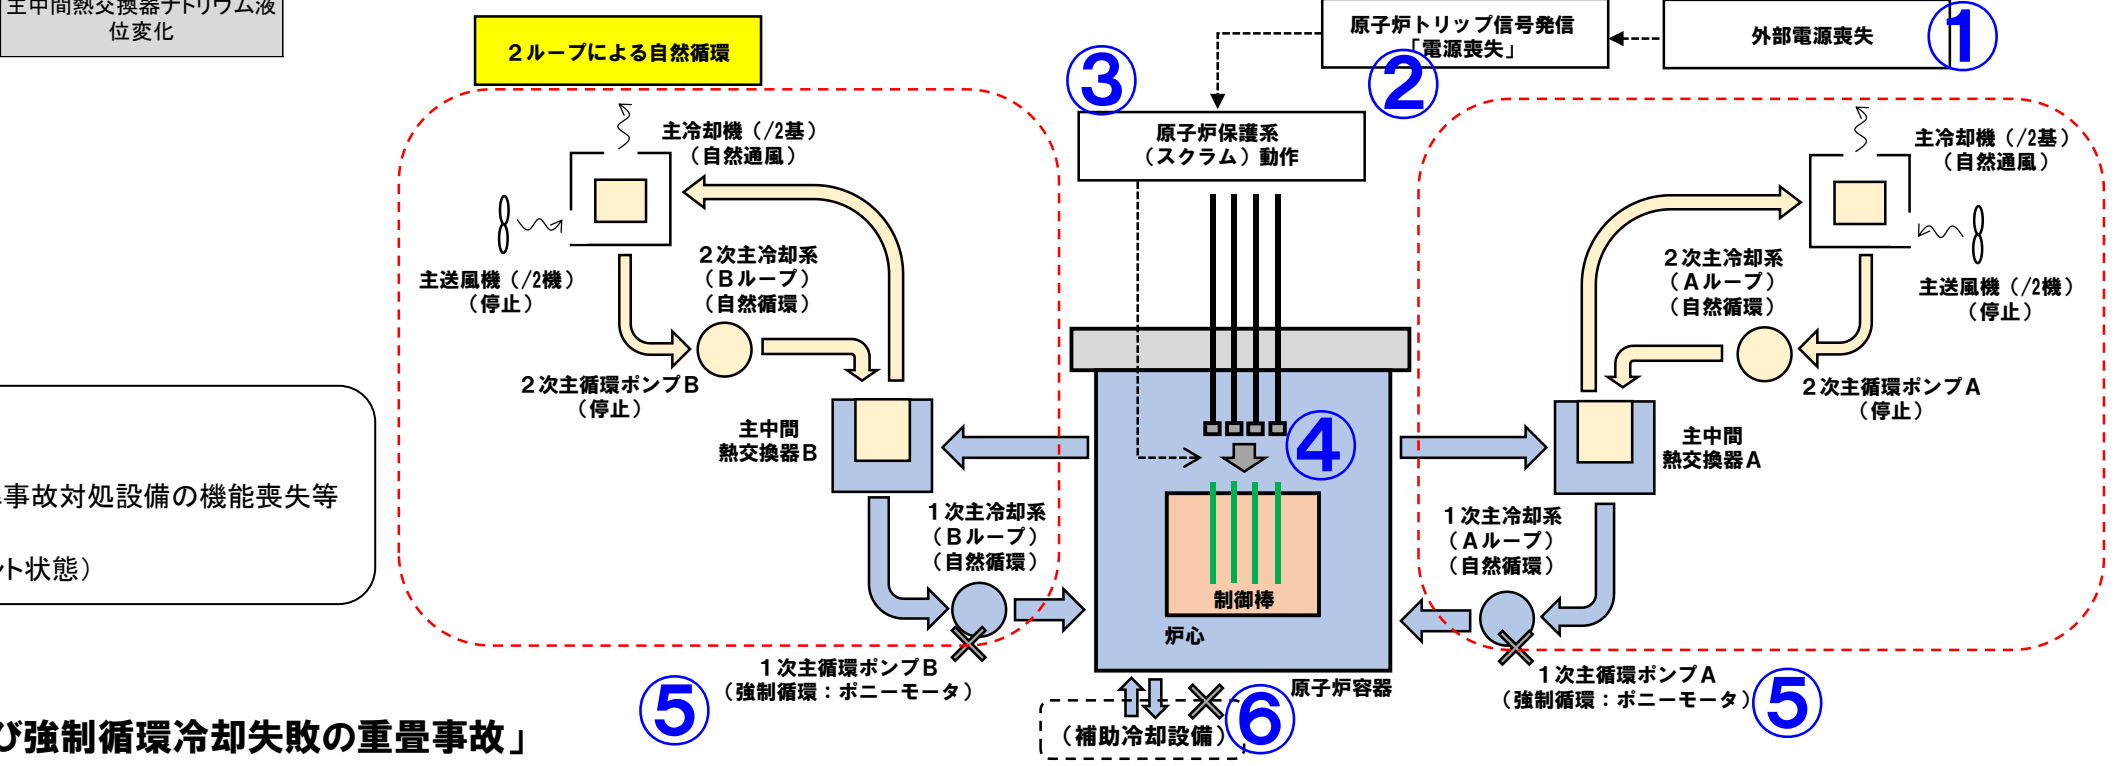 主中間熱交換器ナトリウム液
位変化
2ループによる自然循環
原子炉トリップ信号発信
「電源喪失」
外部電源喪失
①
②
③
原子炉保護系
（スクラム）動作
主冷却機（/2基）
（自然通風）
主送風機（/2機）
（停止）
2次主冷却系
（Bループ）
（自然循環）
2次主循環ポンプB
（停止）
主中間
熱交換器B
1次主冷却系
（Bループ）
（自然循環）
1次主循環ポンプB
（強制循環：ポニーモータ）
⑤
④
制御棒
炉心
原子炉容器
（補助冷却設備）
⑥
主冷却機（/2基）
（自然通風）
主送風機（/2機）
（停止）
2次主冷却系
（Aループ）
（自然循環）
2次主循環ポンプA
（停止）
主中間
熱交換器A
1次主冷却系
（Aループ）
（自然循環）
1次主循環ポンプA
（強制循環：ポニーモータ）
⑤
事故対処設備の機能喪失等
ント状態）
び強制循環冷却失敗の重畳事故」